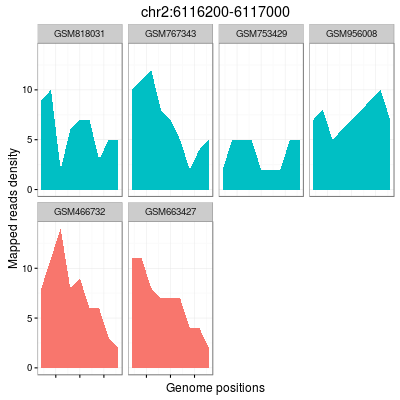 chr2:6116200-6117000
GSM818031 GSM767343 GSM753429 GSM956008
10
5
0
GSM466732 GSM663427
10
5
0
Mapped reads density
Genome positions